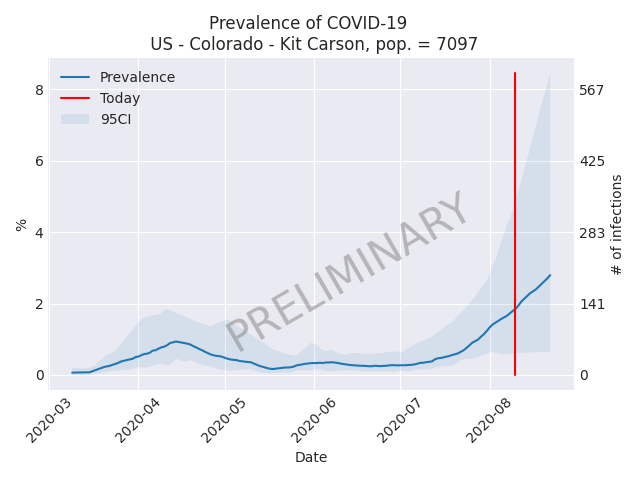 Prevalence of COVID-19
US - Colorado - Kit Carson, pop. = 7097
Prevalence
Today
95CI
8
6
4
2
0
%
567
425
283
141
0
# of infections
PRELIMINARY
2020-03
2020-04
2020-05
2020-06
2020-07
2020-08
Date